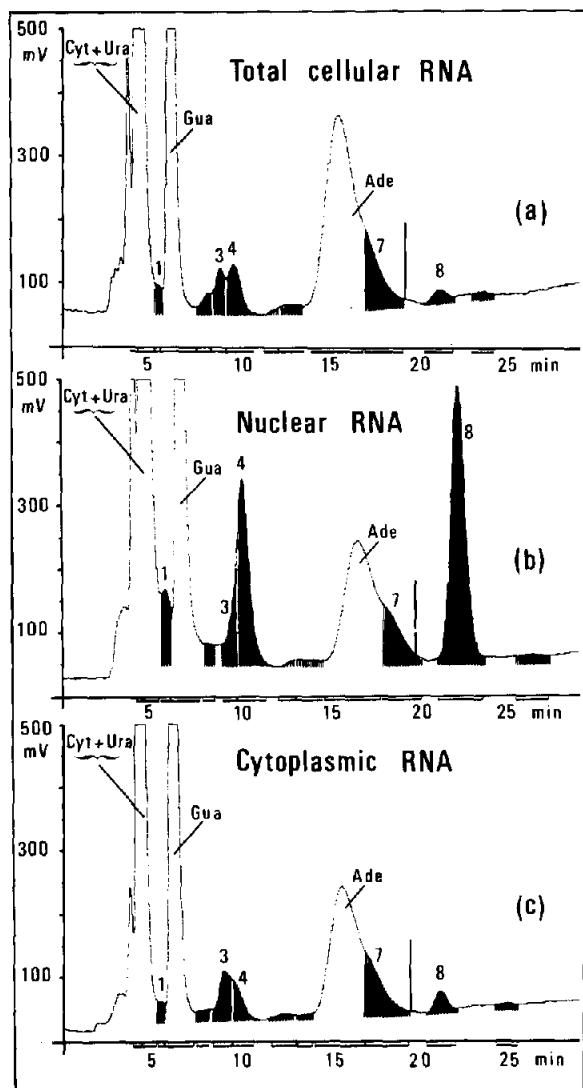 500
mV
Cyt+Ura
Total cellular RNA
Gua
300
Ade
(a)
1
3
4
7
8
100
5
10
15
20
25
min
500
mV
Cyt+Ura
Nuclear RNA
8
4
Gua
300
Ade
(b)
1
3
7
100
5
10
15
20
25
min
500
mV
Cyt+Ura
Cytoplasmic RNA
Gua
300
Ade
(c)
3
7
8
100
1
4
5
10
15
20
25
min